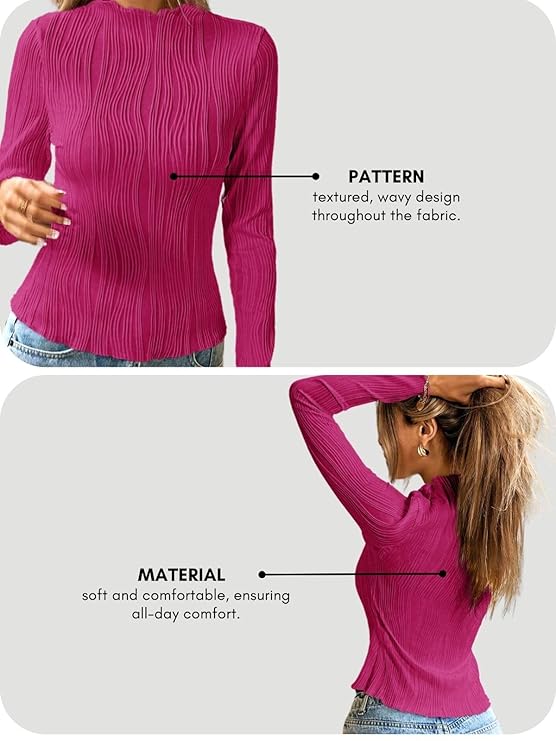 PATTERN
textured, wavy design
throughout the fabric.
MATERIAL
soft and comfortable, ensuring
all-day comfort.